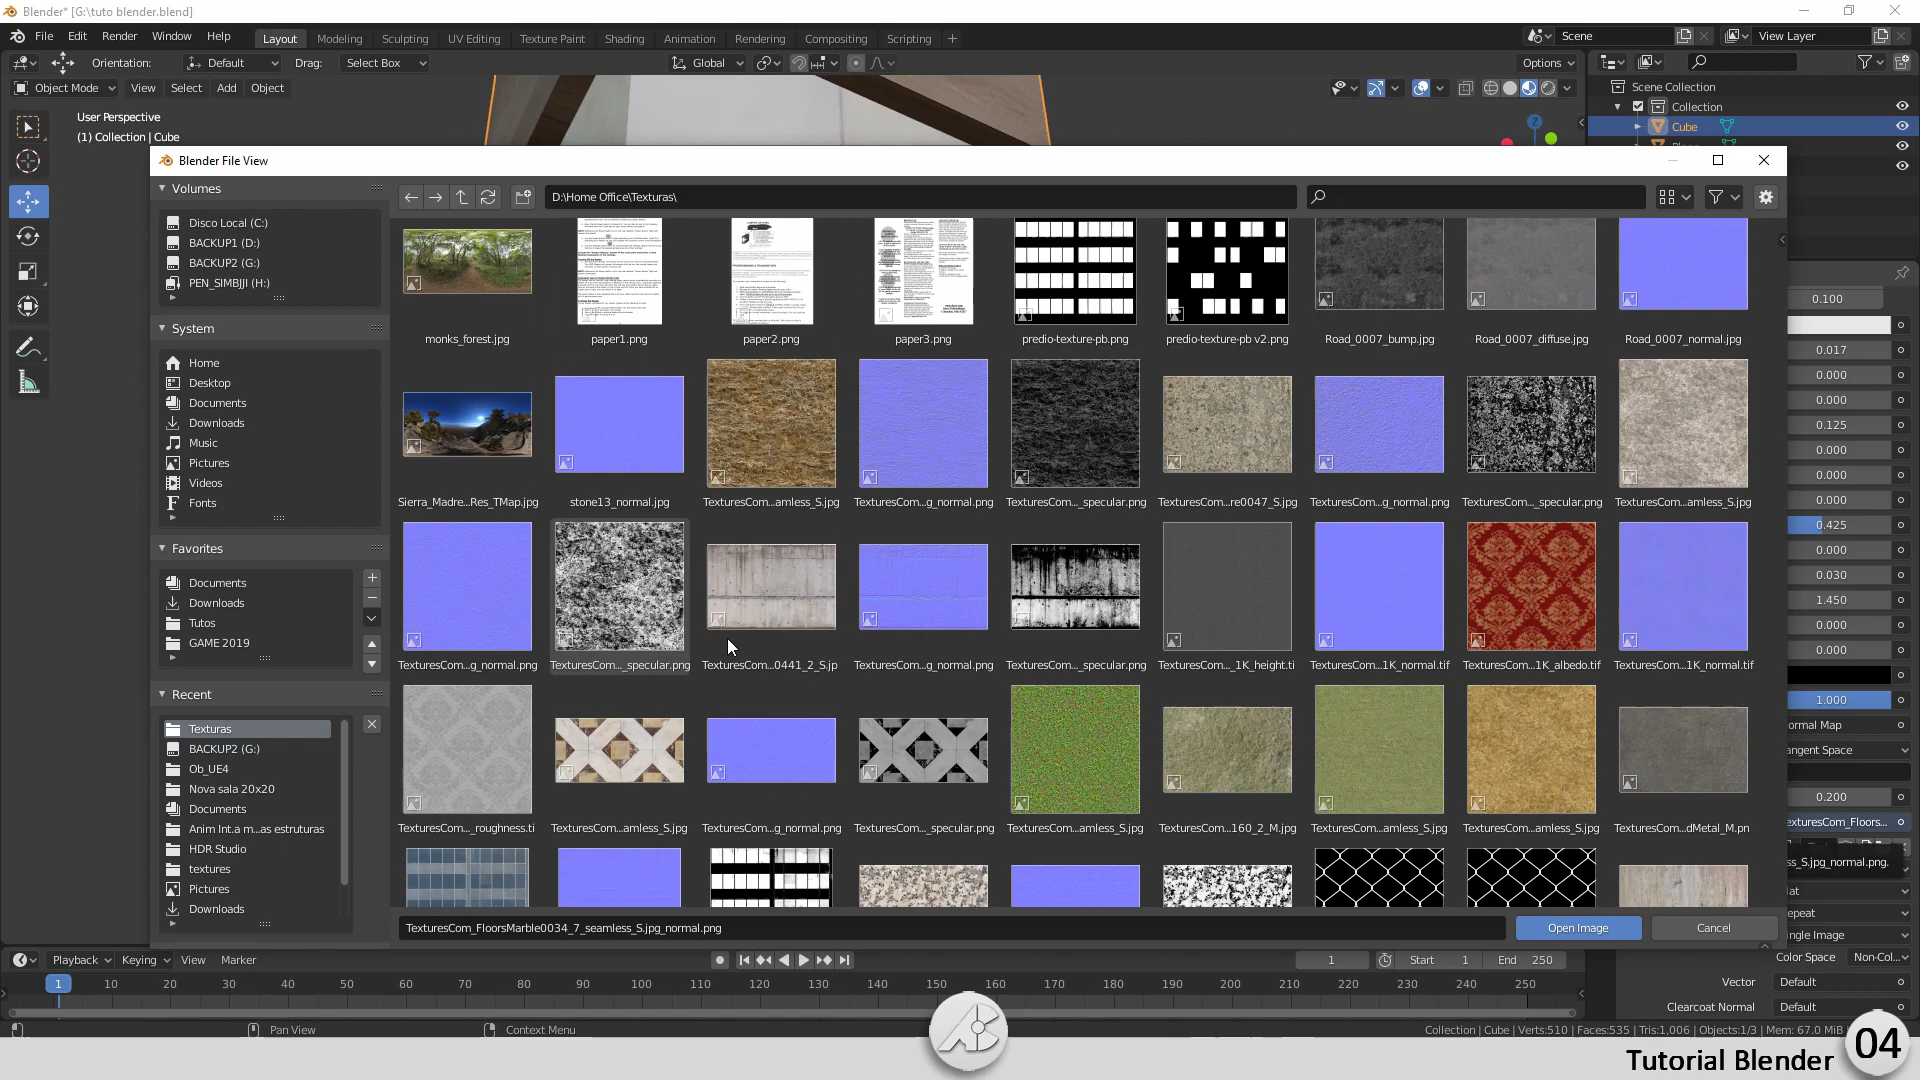 Blender* [G:\tuto blender.blend]
File Edit Render Window Help Layout Modeling Sculpting UV Editing Texture Paint Shading Animation Rendering Compositing Scripting + Scene View Layer
Orientation: Default Drag: Select Box Global Options
Object Mode View Select Add Object
User Perspective
(1) Collection | Cube
Scene Collection
Collection
Cube
Blender File View
Volumes
Disco Local (C:)
BACKUP1 (D:)
BACKUP2 (G:)
PEN_SIMBJJI (H:)
System
Home
Desktop
Documents
Downloads
Music
Pictures
Videos
Fonts
Favorites
Documents
Downloads
Tutos
GAME 2019
Recent
Texturas
BACKUP2 (G:)
Ob_UE4
Nova sala 20x20
Documents
Anim Int.a m...as estruturas
HDR Studio
textures
Pictures
Downloads
D:\Home Office\Texturas\
monks_forest.jpg paper1.png paper2.png paper3.png predio-texture-pb.png predio-texture-pb v2.png Road_0007_bump.jpg Road_0007_diffuse.jpg Road_0007_normal.jpg
Sierra_Madre...Res_TMap.jpg stone13_normal.jpg TexturesCom...amless_S.jpg TexturesCom...g_normal.png TexturesCom..._specular.png TexturesCom...re0047_S.jpg TexturesCom...g_normal.png TexturesCom..._specular.png TexturesCom...amless_S.jpg
TexturesCom...g_normal.png TexturesCom..._specular.png TexturesCom...0441_2_S.jp TexturesCom...g_normal.png TexturesCom..._specular.png TexturesCom..._1K_height.ti TexturesCom...1K_normal.tif TexturesCom...1K_albedo.tif TexturesCom...1K_normal.tif
TexturesCom..._roughness.ti TexturesCom...amless_S.jpg TexturesCom...g_normal.png TexturesCom..._specular.png TexturesCom...amless_S.jpg TexturesCom...160_2_M.jpg TexturesCom...amless_S.jpg TexturesCom...amless_S.jpg TexturesCom...dMetal_M.pn
TexturesCom_FloorsMarble0034_7_seamless_S.jpg_normal.png
Open Image Cancel
0.100
0.017
0.000
0.000
0.125
0.000
0.000
0.000
0.425
0.000
0.030
1.450
0.000
0.000
1.000
ormal Map
angent Space
0.200
exturesCom_Floors...
ss_S.jpg_normal.png.
lat
epeat
ingle Image
Color Space Non-Col...
Vector Default
Clearcoat Normal Default
Playback Keying View Marker 1 Start 1 End 250
1 10 20 30 40 50 60 70 80 90 100 110 120 130 140 150 160 170 180 190 200 210 220 230 240 250
Pan View Context Menu Collection | Cube | Verts:510 | Faces:535 | Tris:1,006 | Objects:1/3 | Mem: 67.0 MiB
Tutorial Blender 04